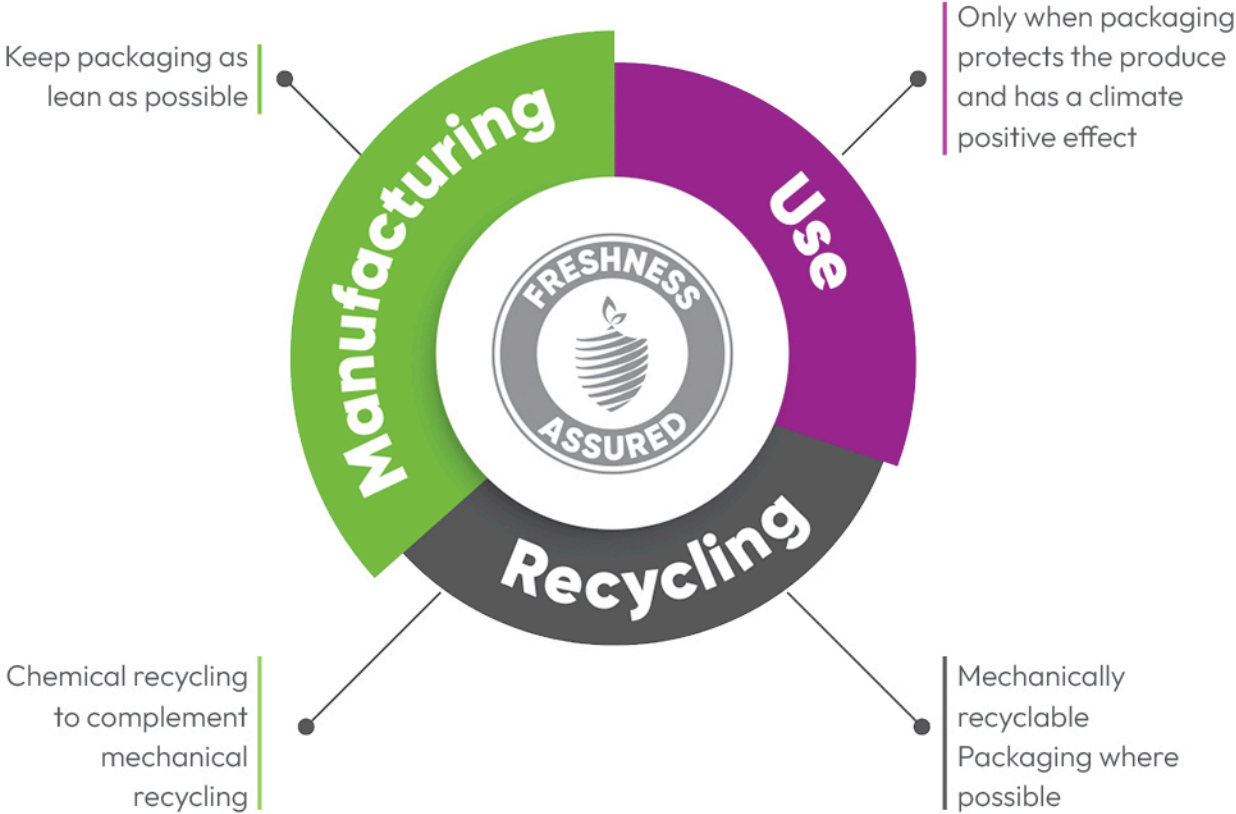 Keep packaging as
lean as possible
Only when packaging
protects the produce
and has a climate
positive effect
Manufacturing
Use
FRESHNESS
ASSURED
Recycling
Chemical recycling
to complement
mechanical
recycling
Mechanically
recyclable
Packaging where
possible